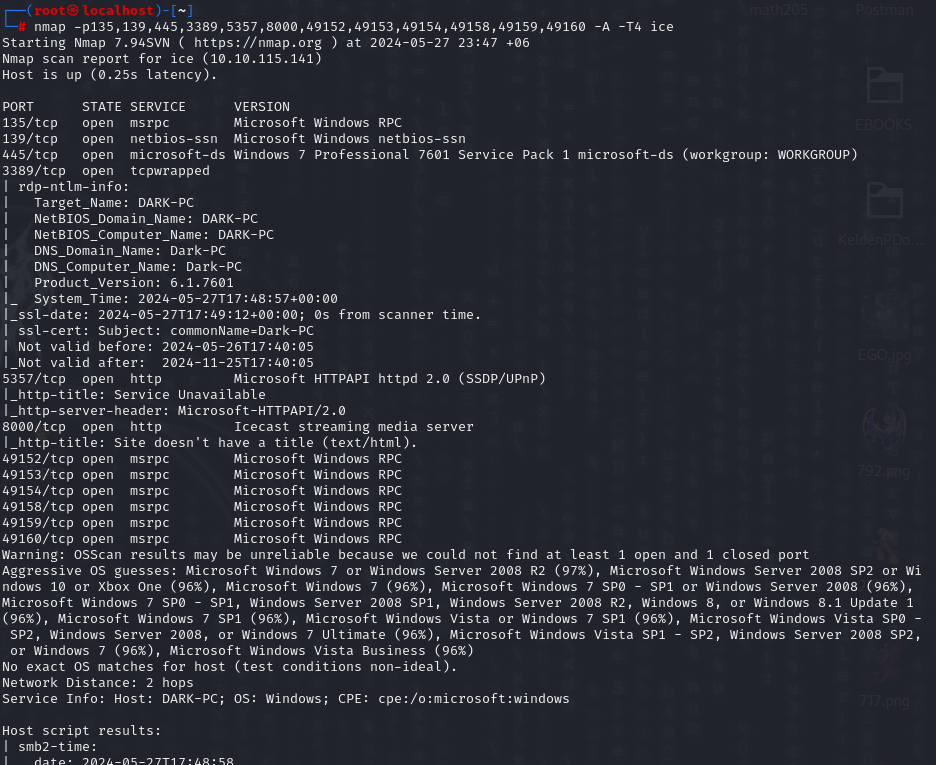 ┌──(root㉿localhost)-[~]
└─# nmap -p135,139,445,3389,5357,8000,49152,49153,49154,49158,49159,49160 -A -T4 ice
Starting Nmap 7.94SVN ( https://nmap.org ) at 2024-05-27 23:47 +06
Nmap scan report for ice (10.10.115.141)
Host is up (0.25s latency).

PORT      STATE SERVICE      VERSION
135/tcp   open  msrpc        Microsoft Windows RPC
139/tcp   open  netbios-ssn  Microsoft Windows netbios-ssn
445/tcp   open  microsoft-ds Windows 7 Professional 7601 Service Pack 1 microsoft-ds (workgroup: WORKGROUP)
3389/tcp  open  tcpwrapped
| rdp-ntlm-info:
|   Target_Name: DARK-PC
|   NetBIOS_Domain_Name: DARK-PC
|   NetBIOS_Computer_Name: DARK-PC
|   DNS_Domain_Name: Dark-PC
|   DNS_Computer_Name: Dark-PC
|   Product_Version: 6.1.7601
|_  System_Time: 2024-05-27T17:48:57+00:00
|_ssl-date: 2024-05-27T17:49:12+00:00; 0s from scanner time.
| ssl-cert: Subject: commonName=Dark-PC
| Not valid before: 2024-05-26T17:40:05
|_Not valid after:  2024-11-25T17:40:05
5357/tcp  open  http         Microsoft HTTPAPI httpd 2.0 (SSDP/UPnP)
|_http-title: Service Unavailable
|_http-server-header: Microsoft-HTTPAPI/2.0
8000/tcp  open  http         Icecast streaming media server
|_http-title: Site doesn't have a title (text/html).
49152/tcp open  msrpc        Microsoft Windows RPC
49153/tcp open  msrpc        Microsoft Windows RPC
49154/tcp open  msrpc        Microsoft Windows RPC
49158/tcp open  msrpc        Microsoft Windows RPC
49159/tcp open  msrpc        Microsoft Windows RPC
49160/tcp open  msrpc        Microsoft Windows RPC
Warning: OSScan results may be unreliable because we could not find at least 1 open and 1 closed port
Aggressive OS guesses: Microsoft Windows 7 or Windows Server 2008 R2 (97%), Microsoft Windows Server 2008 SP2 or Wi
ndows 10 or Xbox One (96%), Microsoft Windows 7 (96%), Microsoft Windows 7 SP0 - SP1 or Windows Server 2008 (96%),
Microsoft Windows 7 SP0 - SP1, Windows Server 2008 SP1, Windows Server 2008 R2, Windows 8, or Windows 8.1 Update 1
(96%), Microsoft Windows 7 SP1 (96%), Microsoft Windows Vista or Windows 7 SP1 (96%), Microsoft Windows Vista SP0 -
 SP2, Windows Server 2008, or Windows 7 Ultimate (96%), Microsoft Windows Vista SP1 - SP2, Windows Server 2008 SP2,
 or Windows 7 (96%), Microsoft Windows Vista Business (96%)
No exact OS matches for host (test conditions non-ideal).
Network Distance: 2 hops
Service Info: Host: DARK-PC; OS: Windows; CPE: cpe:/o:microsoft:windows

Host script results:
| smb2-time:
|   date: 2024-05-27T17:48:58
math205
Postman
EBOOKS
KeldenPDo...
EGO.jpg
792.png
717.png